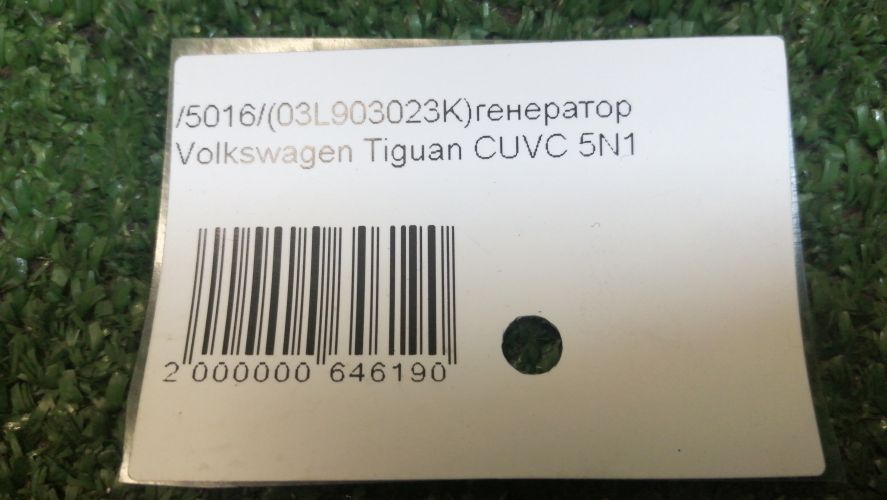 /5016/(03L903023K)генератор
Volkswagen Tiguan CUVC 5N1
2 000000 646190